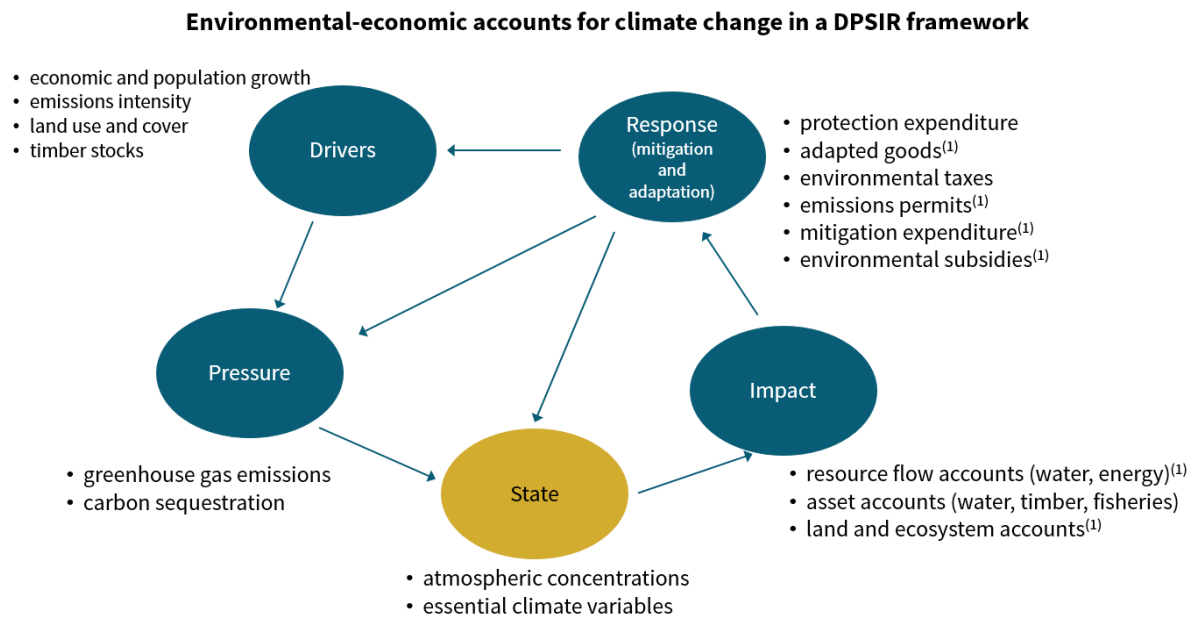 Environmental-economic accounts for climate change in a DPSIR framework
• economic and population growth
• emissions intensity
• land use and cover
• timber stocks
Drivers
Response
(mitigation
and
adaptation)
• protection expenditure
• adapted goods(1)
• environmental taxes
• emissions permits(1)
• mitigation expenditure(1)
• environmental subsidies(1)
Pressure
• greenhouse gas emissions
• carbon sequestration
State
• atmospheric concentrations
• essential climate variables
Impact
• resource flow accounts (water, energy)(1)
• asset accounts (water, timber, fisheries)
• land and ecosystem accounts(1)